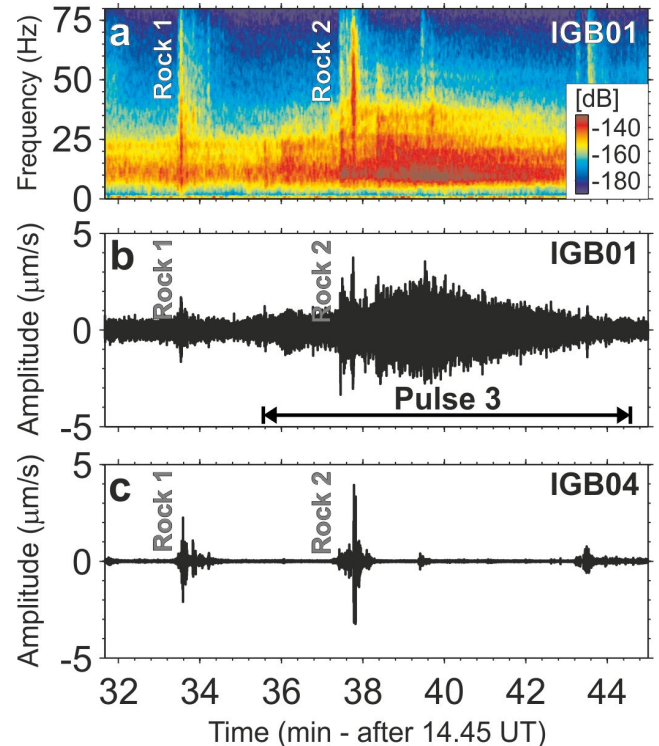 75
50
25
0
Frequency (Hz)
a
Rock 1
Rock 2
IGB01
[dB]
-140
-160
-180
5
0
-5
Amplitude (μm/s)
b
Rock 1
Rock 2
IGB01
Pulse 3
5
0
-5
Amplitude (μm/s)
c
Rock 1
Rock 2
IGB04
32 34 36 38 40 42 44
Time (min - after 14.45 UT)